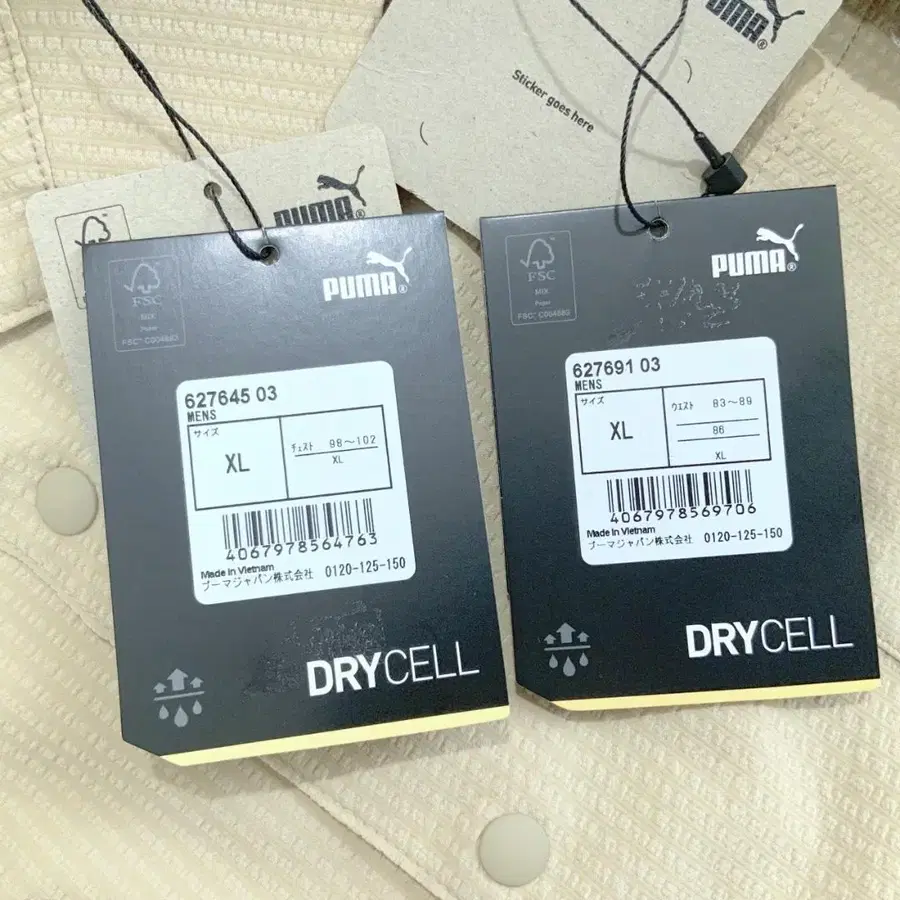 PUMA®
Sticker goes here
PUMA
FSC
MIX
Paper
FSC® C004683
PUMA®
627645 03
MENS
サイズ
XL
チェスト 98～102
XL
4067978564763
Made in Vietnam
プーマジャパン株式会社 0120-125-150
DRYCELL
FSC
MIX
Paper
FSC® C004683
PUMA®
627691 03
MENS
サイズ
XL
ウエスト 83～89
86
XL
4067978569706
Made in Vietnam
プーマジャパン株式会社 0120-125-150
DRYCELL